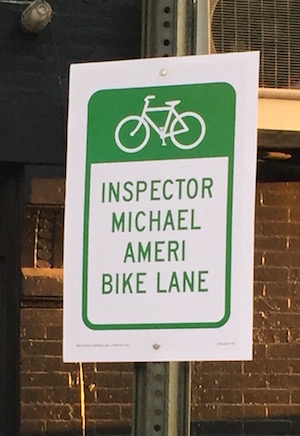 INSPECTOR
MICHAEL
AMERI
BIKE LANE